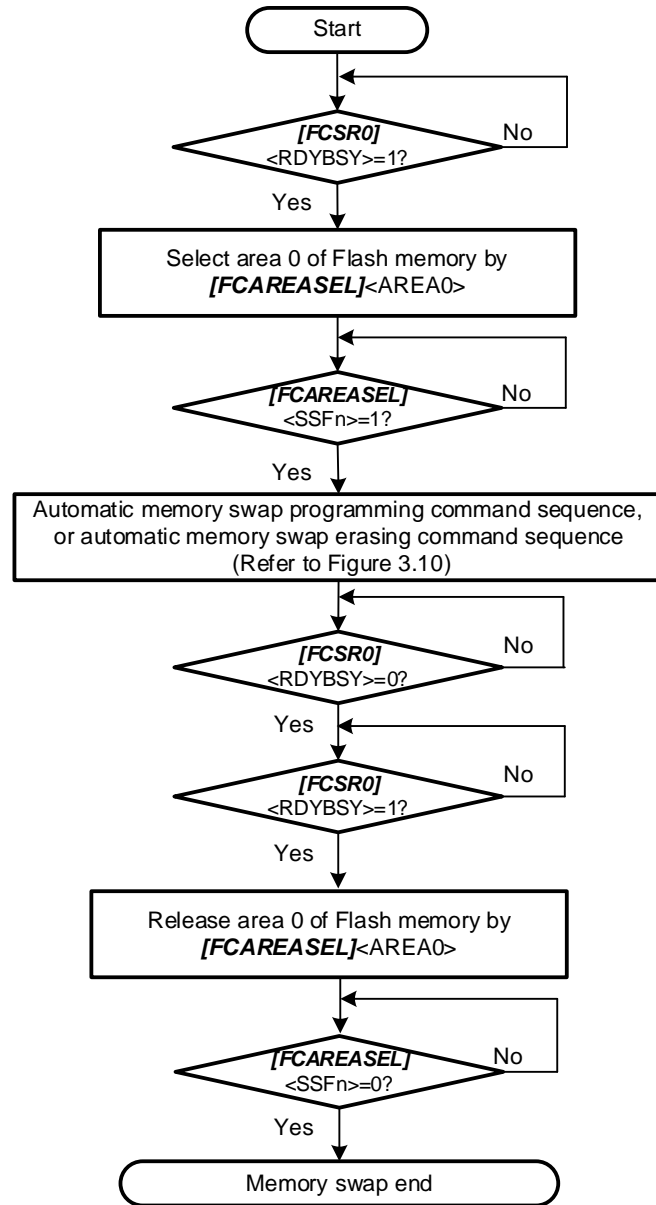 Start
[FCSR0]
<RDYBSY>=1?
No
Yes
Select area 0 of Flash memory by
[FCAREASEL]<AREA0>
[FCAREASEL]
<SSFn>=1?
No
Yes
Automatic memory swap programming command sequence,
or automatic memory swap erasing command sequence
(Refer to Figure 3.10)
[FCSR0]
<RDYBSY>=0?
No
Yes
[FCSR0]
<RDYBSY>=1?
No
Yes
Release area 0 of Flash memory by
[FCAREASEL]<AREA0>
[FCAREASEL]
<SSFn>=0?
No
Yes
Memory swap end